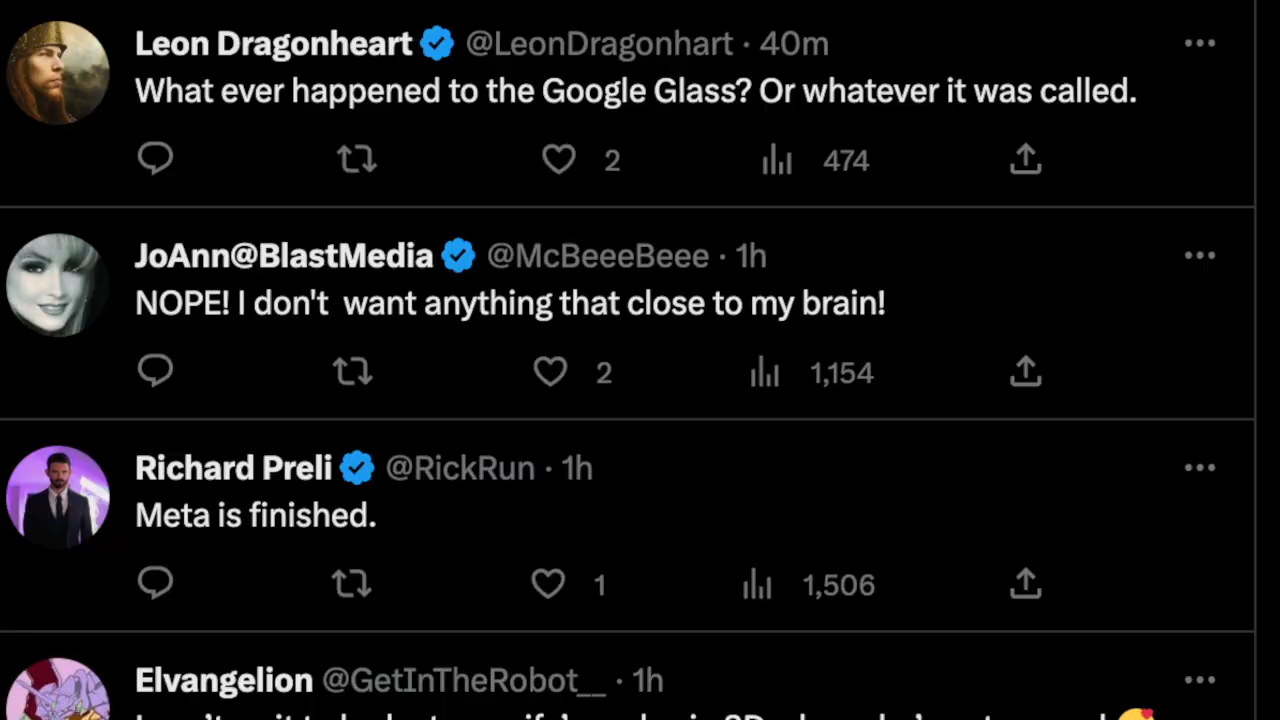 Leon Dragonheart @LeonDragonhart · 40m
What ever happened to the Google Glass? Or whatever it was called.
2 474
JoAnn@BlastMedia @McBeeeBeee · 1h
NOPE! I don't  want anything that close to my brain!
2 1,154
Richard Preli @RickRun · 1h
Meta is finished.
1 1,506
Elvangelion @GetInTheRobot__ · 1h